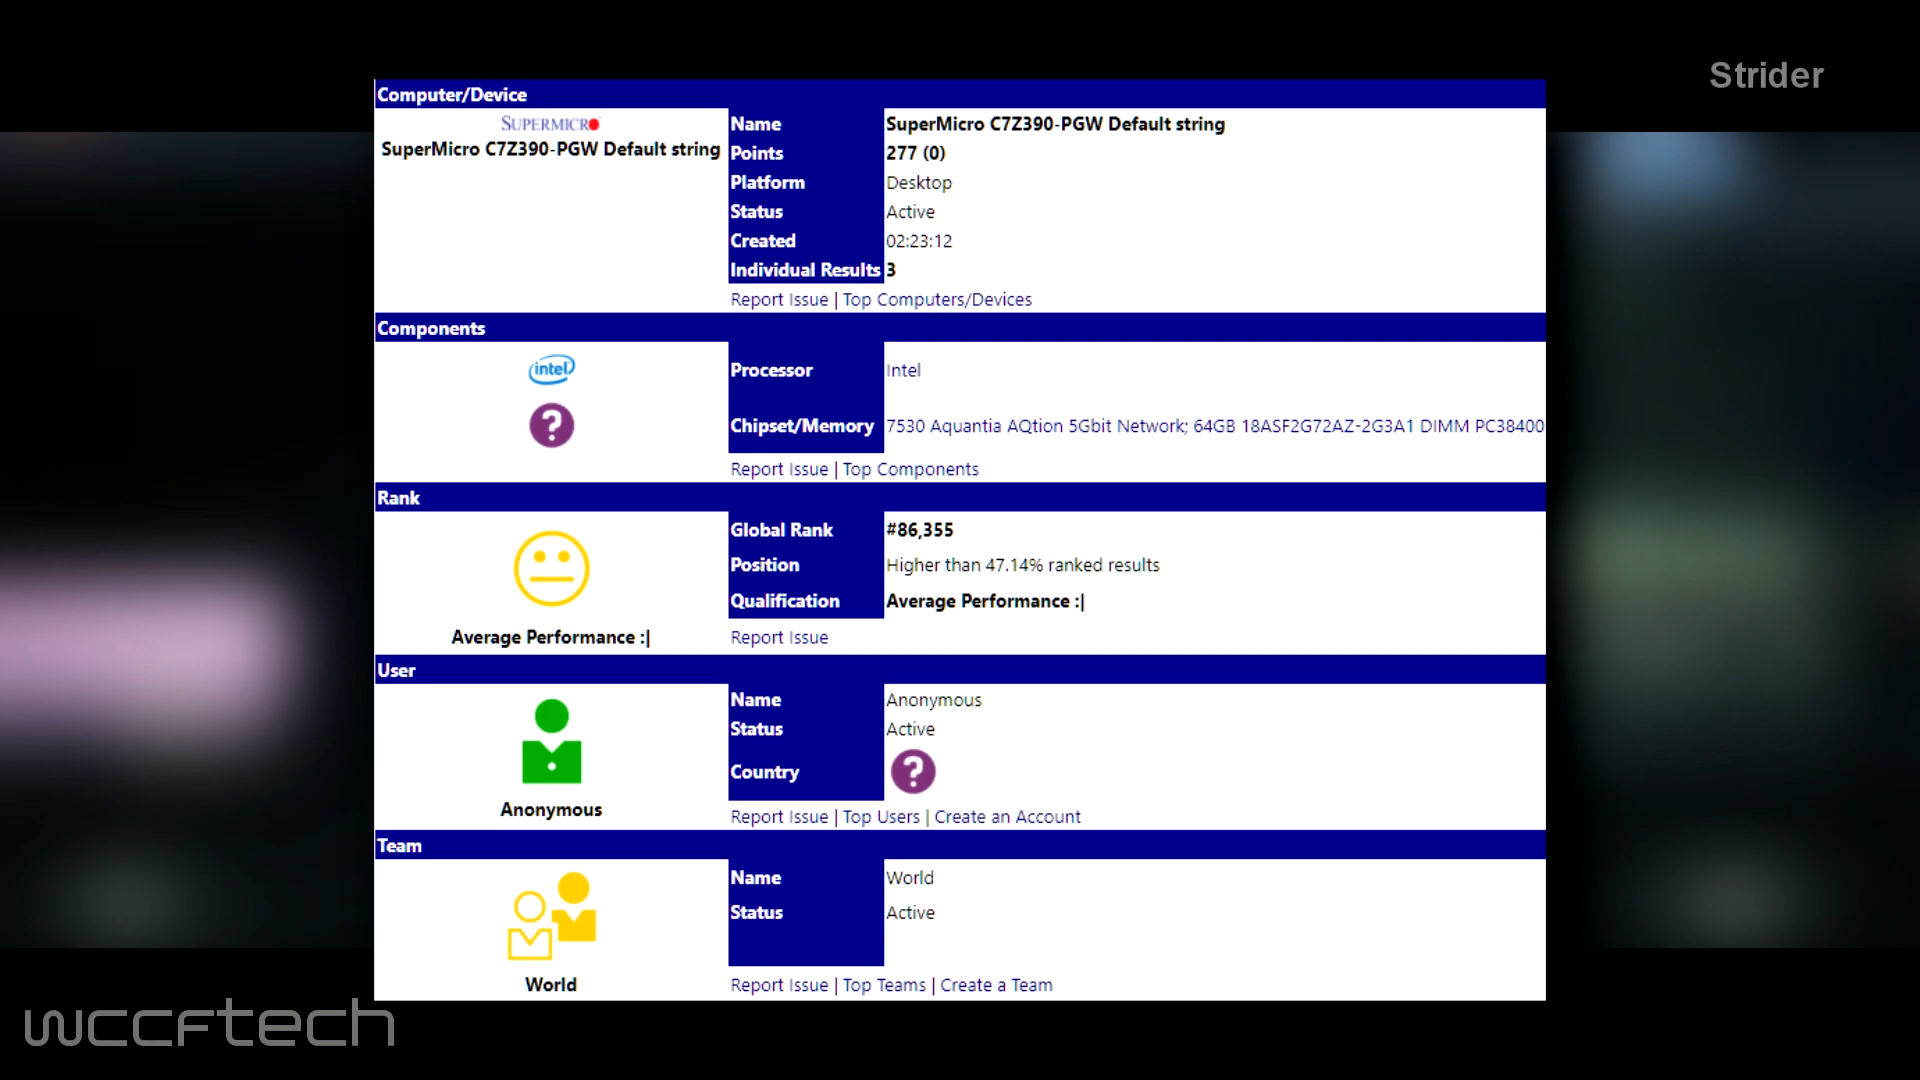 Strider
Computer/Device
SUPERMICR
SuperMicro C7Z390-PGW Default string
Name SuperMicro C7Z390-PGW Default string
Points 277 (0)
Platform Desktop
Status Active
Created 02:23:12
Individual Results 3
Report Issue | Top Computers/Devices
Components
intel
?
Processor Intel
Chipset/Memory 7530 Aquantia AQtion 5Gbit Network; 64GB 18ASF2G72AZ-2G3A1 DIMM PC38400
Report Issue | Top Components
Rank
Average Performance :|
Global Rank #86,355
Position Higher than 47.14% ranked results
Qualification Average Performance :|
Report Issue
User
Anonymous
Name Anonymous
Status Active
Country ?
Report Issue | Top Users | Create an Account
Team
World
Name World
Status Active
Report Issue | Top Teams | Create a Team
wccftech